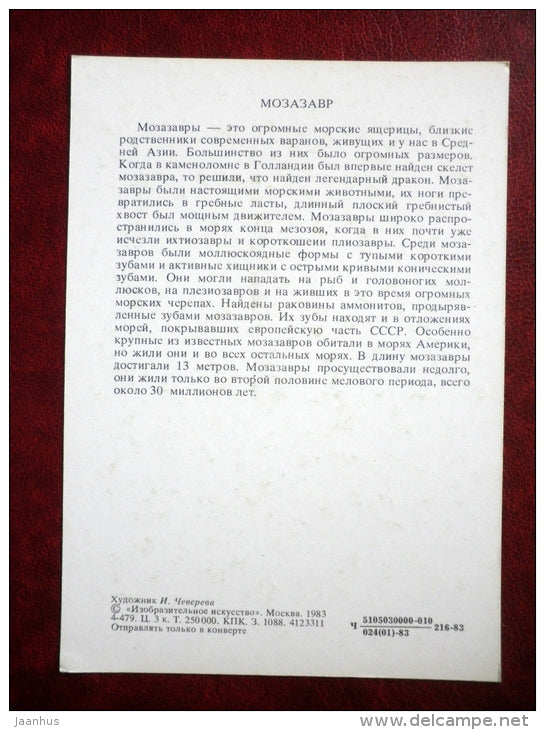 МОЗАЗАВР
Мозазавры — это огромные морские ящерицы, близкие
родственники современных варанов, живущих и у нас в Сред-
ней Азии. Большинство из них было огромных размеров.
Когда в каменоломне в Голландии был впервые найден скелет
мозазавра, то решили, что найден легендарный дракон. Моза-
завры были настоящими морскими животными, их ноги пре-
вратились в гребные ласты, длинный плоский гребнистый
хвост был мощным движителем. Мозазавры широко распро-
странились в морях конца мезозоя, когда в них почти уже
исчезли ихтиозавры и короткошеии плиозавры. Среди моза-
завров были моллюскоядные формы с тупыми короткими
зубами и активные хищники с острыми кривыми коническими
зубами. Они могли нападать на рыб и головоногих мол-
люсков, на плезиозавров и на живших в это время огромных
морских черепах. Найдены раковины аммонитов, продыряв-
ленные зубами мозазавров. Их зубы находят и в отложениях
морей, покрывавших европейскую часть СССР. Особенно
крупные из известных мозазавров обитали в морях Америки,
но жили они и во всех остальных морях. В длину мозазавры
достигали 13 метров. Мозазавры просуществовали недолго,
они жили только во второй половине мелового периода, всего
около 30 миллионов лет.
Художник И. Чеверева
© «Изобразительное искусство». Москва. 1983
4-479. Ц. 3 к. Т. 250000. КПК. З. 1088. 4123311
Отправлять только в конверте
Ч 5105030000-010 216-83
024(01)-83
jaanhus
www.delcampe.net